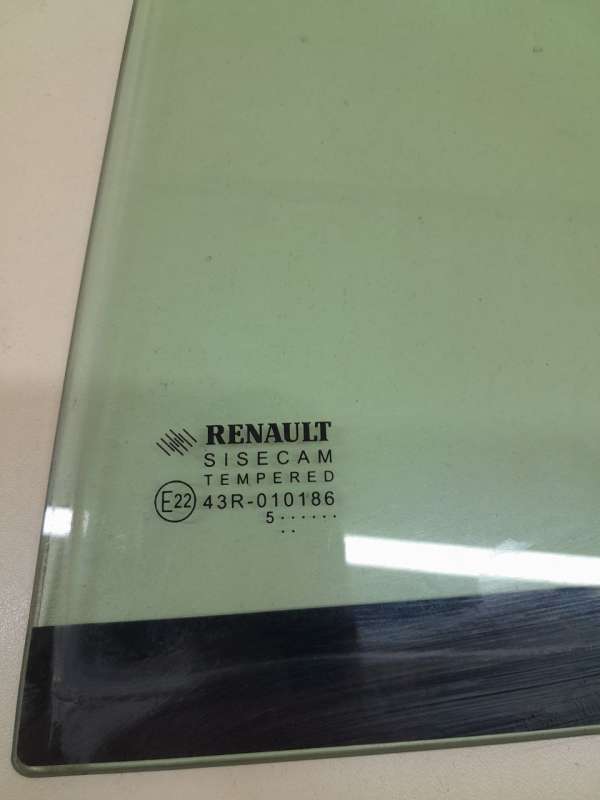 RENAULT
SISECAM
TEMPERED
E22 43R-010186
5......
..